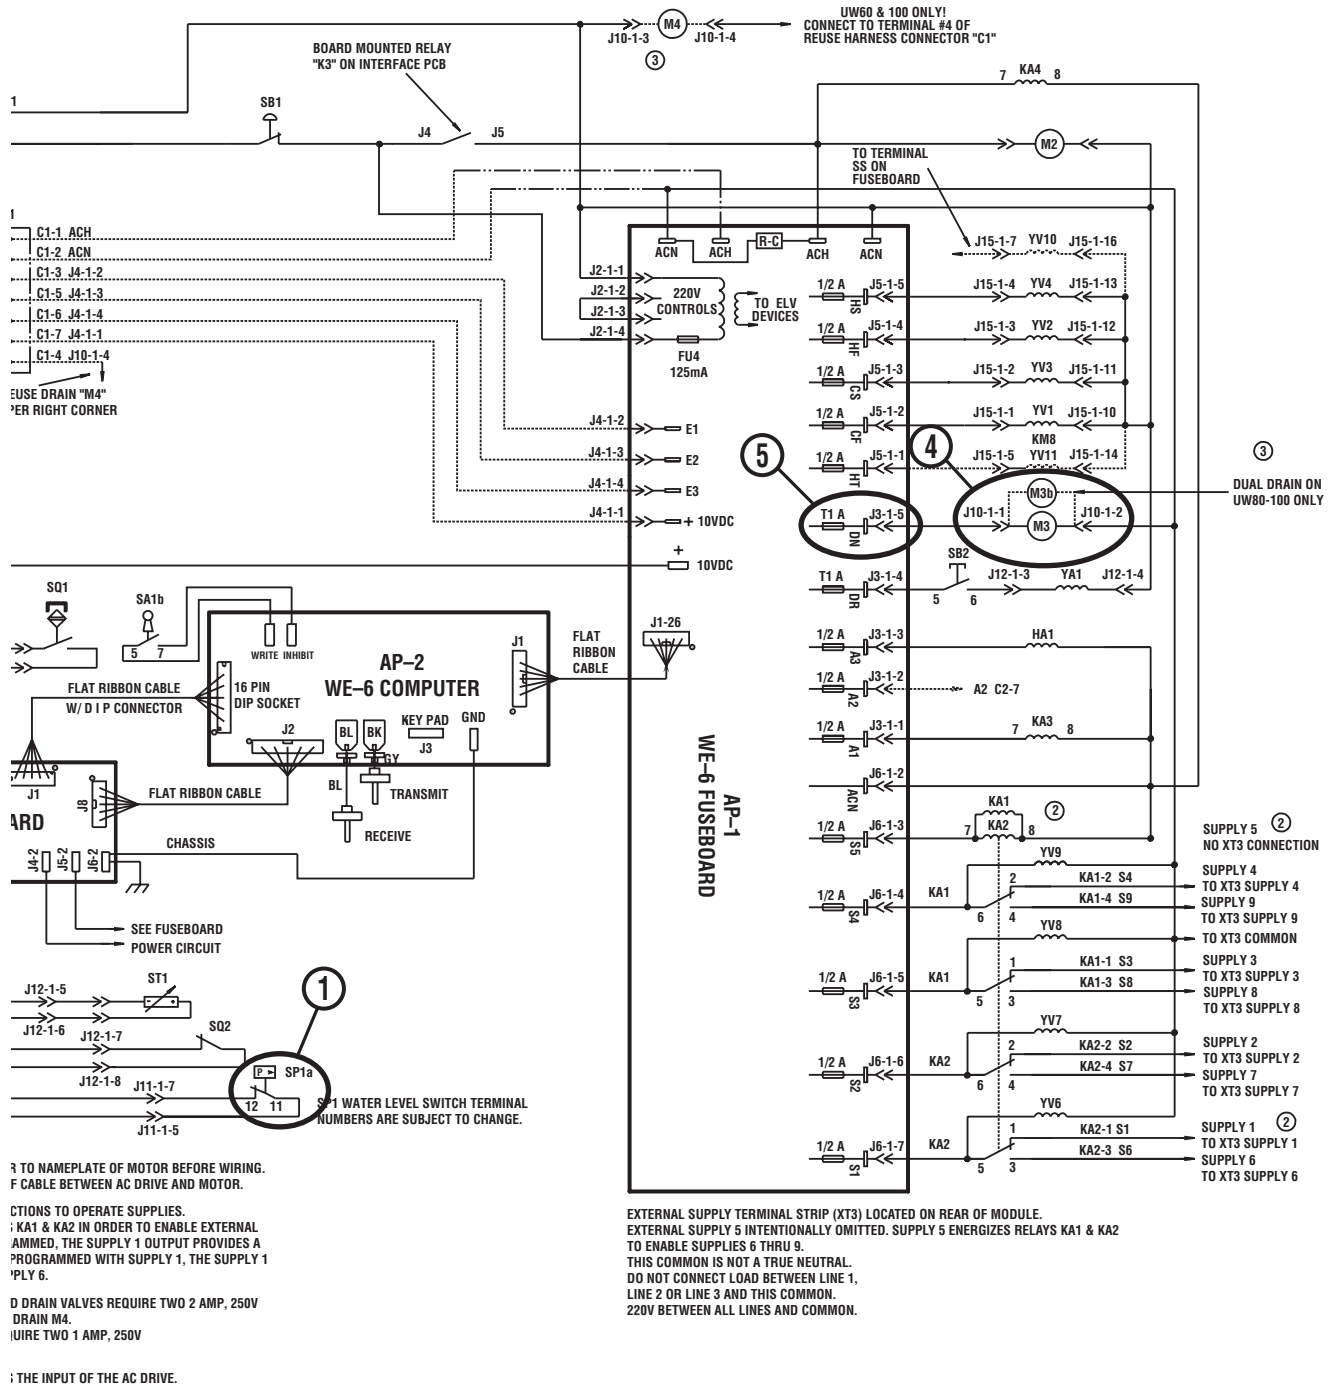 UW60 & 100 ONLY!
CONNECT TO TERMINAL #4 OF
REUSE HARNESS CONNECTOR "C1"
M4
J10-1-3
J10-1-4
3
BOARD MOUNTED RELAY
"K3" ON INTERFACE PCB
7 KA4 8
1
SB1
J4
J5
M2
TO TERMINAL
SS ON
FUSEBOARD
1
C1-1 ACH
C1-2 ACN
C1-3 J4-1-2
C1-5 J4-1-3
C1-6 J4-1-4
C1-7 J4-1-1
C1-4 J10-1-4
EUSE DRAIN "M4"
PER RIGHT CORNER
ACN
ACH
R-C
ACH
ACN
J2-1-1
J2-1-2
J2-1-3
J2-1-4
220V
CONTROLS
TO ELV
DEVICES
FU4
125mA
1/2 A HS J5-1-5
1/2 A HF J5-1-4
1/2 A CS J5-1-3
1/2 A CF J5-1-2
1/2 A HT J5-1-1
J15-1-7 YV10 J15-1-16
J15-1-4 YV4 J15-1-13
J15-1-3 YV2 J15-1-12
J15-1-2 YV3 J15-1-11
J15-1-1 YV1 J15-1-10
KM8
J15-1-5 YV11 J15-1-14
J4-1-2 E1
J4-1-3 E2
J4-1-4 E3
J4-1-1 + 10VDC
+
10VDC
5
4
3
DUAL DRAIN ON
UW80-100 ONLY
M3b
T1 A DN J3-1-5
J10-1-1 M3 J10-1-2
SB2
T1 A DR J3-1-4
5 6
J12-1-3 YA1 J12-1-4
1/2 A A3 J3-1-3
HA1
1/2 A A2 J3-1-2
A2 C2-7
1/2 A A1 J3-1-1
7 KA3 8
ACN J6-1-2
KA1
2
1/2 A S5 J6-1-3
7 KA2 8
SUPPLY 5 2
NO XT3 CONNECTION
SQ1
SA1b
5 7
WRITE INHIBIT
AP–2
WE–6 COMPUTER
J1
FLAT
RIBBON
CABLE
J1-26
FLAT RIBBON CABLE
W/ D I P CONNECTOR
16 PIN
DIP SOCKET
J2
BL
BK
GY
KEY PAD
J3
GND
BL
TRANSMIT
RECEIVE
J1
J8
FLAT RIBBON CABLE
ARD
CHASSIS
J4-2
J5-2
J6-2
SEE FUSEBOARD
POWER CIRCUIT
AP–1
WE–6 FUSEBOARD
YV9
2
KA1-2 S4
SUPPLY 4
TO XT3 SUPPLY 4
1/2 A S4 J6-1-4 KA1
6 4
KA1-4 S9
SUPPLY 9
TO XT3 SUPPLY 9
YV8
TO XT3 COMMON
1
KA1-1 S3
SUPPLY 3
TO XT3 SUPPLY 3
1/2 A S3 J6-1-5 KA1
5 3
KA1-3 S8
SUPPLY 8
TO XT3 SUPPLY 8
YV7
2
KA2-2 S2
SUPPLY 2
TO XT3 SUPPLY 2
1/2 A S2 J6-1-6 KA2
6 4
KA2-4 S7
SUPPLY 7
TO XT3 SUPPLY 7
YV6
1
KA2-1 S1
SUPPLY 1 2
TO XT3 SUPPLY 1
1/2 A S1 J6-1-7 KA2
5 3
KA2-3 S6
SUPPLY 6
TO XT3 SUPPLY 6
J12-1-5
J12-1-6
ST1
J12-1-7
J12-1-8
SQ2
1
P
SP1a
12 11
J11-1-7
J11-1-5
SP1 WATER LEVEL SWITCH TERMINAL
NUMBERS ARE SUBJECT TO CHANGE.
R TO NAMEPLATE OF MOTOR BEFORE WIRING.
F CABLE BETWEEN AC DRIVE AND MOTOR.
CTIONS TO OPERATE SUPPLIES.
KA1 & KA2 IN ORDER TO ENABLE EXTERNAL
AMMED, THE SUPPLY 1 OUTPUT PROVIDES A
PROGRAMMED WITH SUPPLY 1, THE SUPPLY 1
PLY 6.
D DRAIN VALVES REQUIRE TWO 2 AMP, 250V
DRAIN M4.
UIRE TWO 1 AMP, 250V
THE INPUT OF THE AC DRIVE.
EXTERNAL SUPPLY TERMINAL STRIP (XT3) LOCATED ON REAR OF MODULE.
EXTERNAL SUPPLY 5 INTENTIONALLY OMITTED. SUPPLY 5 ENERGIZES RELAYS KA1 & KA2
TO ENABLE SUPPLIES 6 THRU 9.
THIS COMMON IS NOT A TRUE NEUTRAL.
DO NOT CONNECT LOAD BETWEEN LINE 1,
LINE 2 OR LINE 3 AND THIS COMMON.
220V BETWEEN ALL LINES AND COMMON.